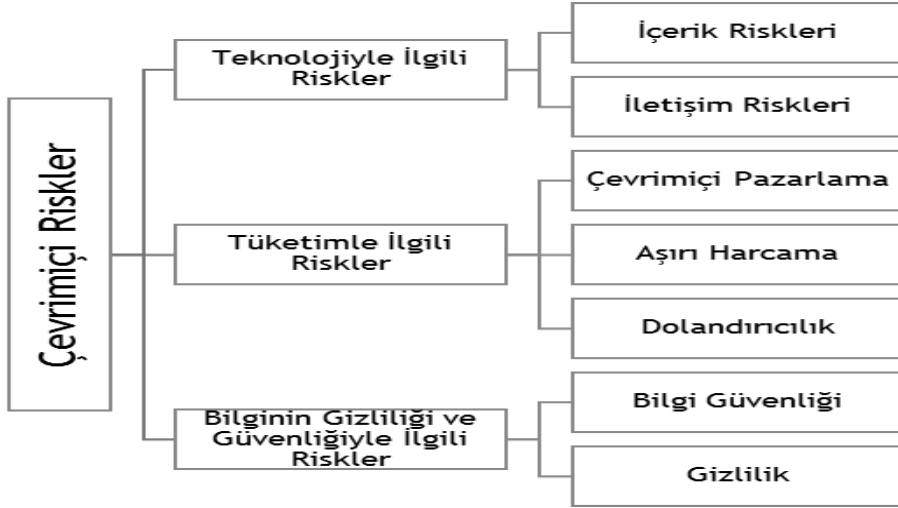 Çevrimiçi Riskler
Teknolojiyle İlgili
Riskler
İçerik Riskleri
İletişim Riskleri
Tüketimle İlgili
Riskler
Çevrimiçi Pazarlama
Aşırı Harcama
Dolandırıcılık
Bilginin Gizliliği ve
Güvenliğiyle İlgili
Riskler
Bilgi Güvenliği
Gizlilik